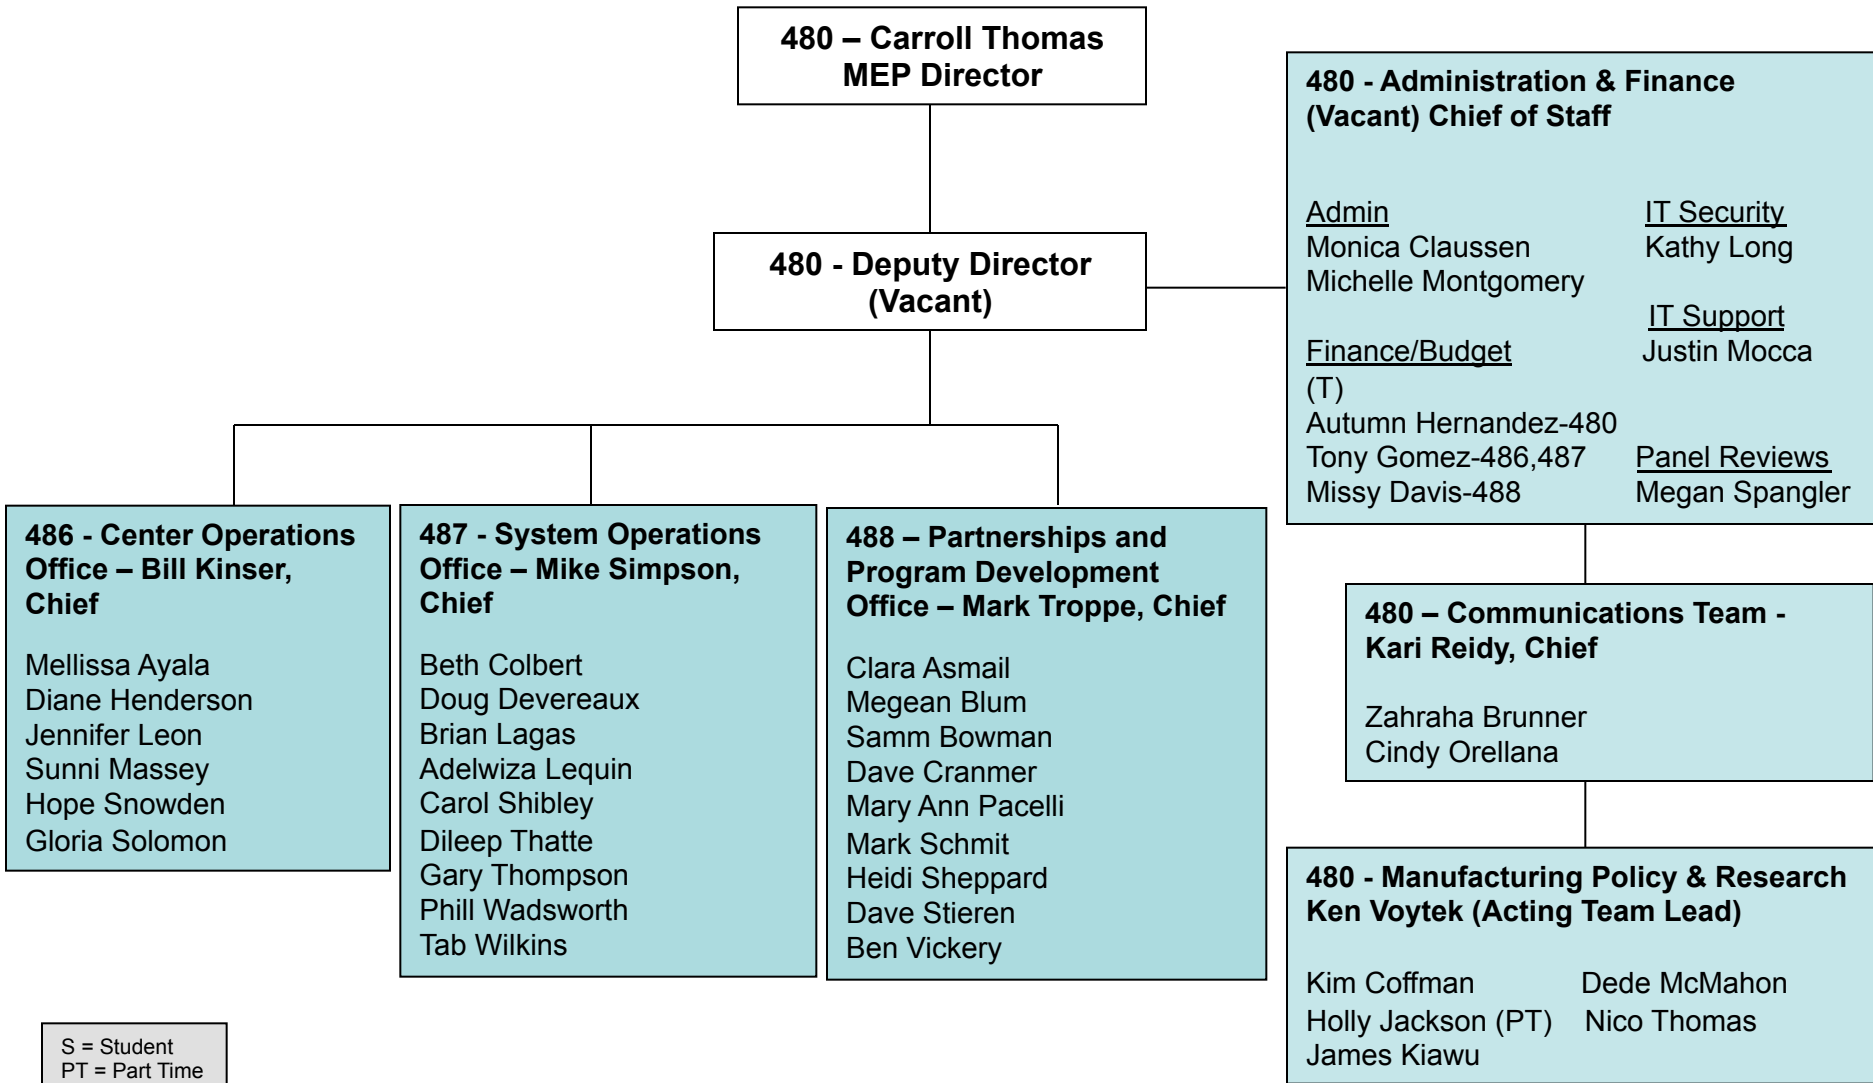 480 – Carroll Thomas
MEP Director
480 - Deputy Director
(Vacant)
480 - Administration & Finance
(Vacant) Chief of Staff
Admin
Monica Claussen
Michelle Montgomery
Finance/Budget
(T)
Autumn Hernandez-480
Tony Gomez-486,487
Missy Davis-488
IT Security
Kathy Long
IT Support
Justin Mocca
Panel Reviews
Megan Spangler
486 - Center Operations
Office – Bill Kinser,
Chief
Mellissa Ayala
Diane Henderson
Jennifer Leon
Sunni Massey
Hope Snowden
Gloria Solomon
487 - System Operations
Office – Mike Simpson,
Chief
Beth Colbert
Doug Devereaux
Brian Lagas
Adelwiza Lequin
Carol Shibley
Dileep Thatte
Gary Thompson
Phill Wadsworth
Tab Wilkins
488 – Partnerships and
Program Development
Office – Mark Troppe, Chief
Clara Asmail
Megean Blum
Samm Bowman
Dave Cranmer
Mary Ann Pacelli
Mark Schmit
Heidi Sheppard
Dave Stieren
Ben Vickery
480 – Communications Team -
Kari Reidy, Chief
Zahraha Brunner
Cindy Orellana
480 - Manufacturing Policy & Research
Ken Voytek (Acting Team Lead)
Kim Coffman
Holly Jackson (PT)
James Kiawu
Dede McMahon
Nico Thomas
S = Student
PT = Part Time